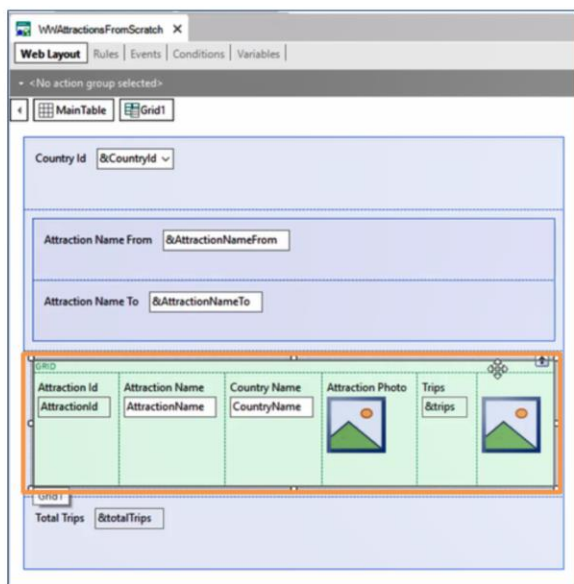 WWAttractionsFromScratch X
Web Layout Rules Events Conditions Variables
<No action group selected>
MainTable Grid1
Country Id &CountryId
Attraction Name From &AttractionNameFrom
Attraction Name To &AttractionNameTo
GRID
Attraction Id Attraction Name Country Name Attraction Photo Trips
AttractionId AttractionName CountryName &trips
Grid1
Total Trips &totalTrips